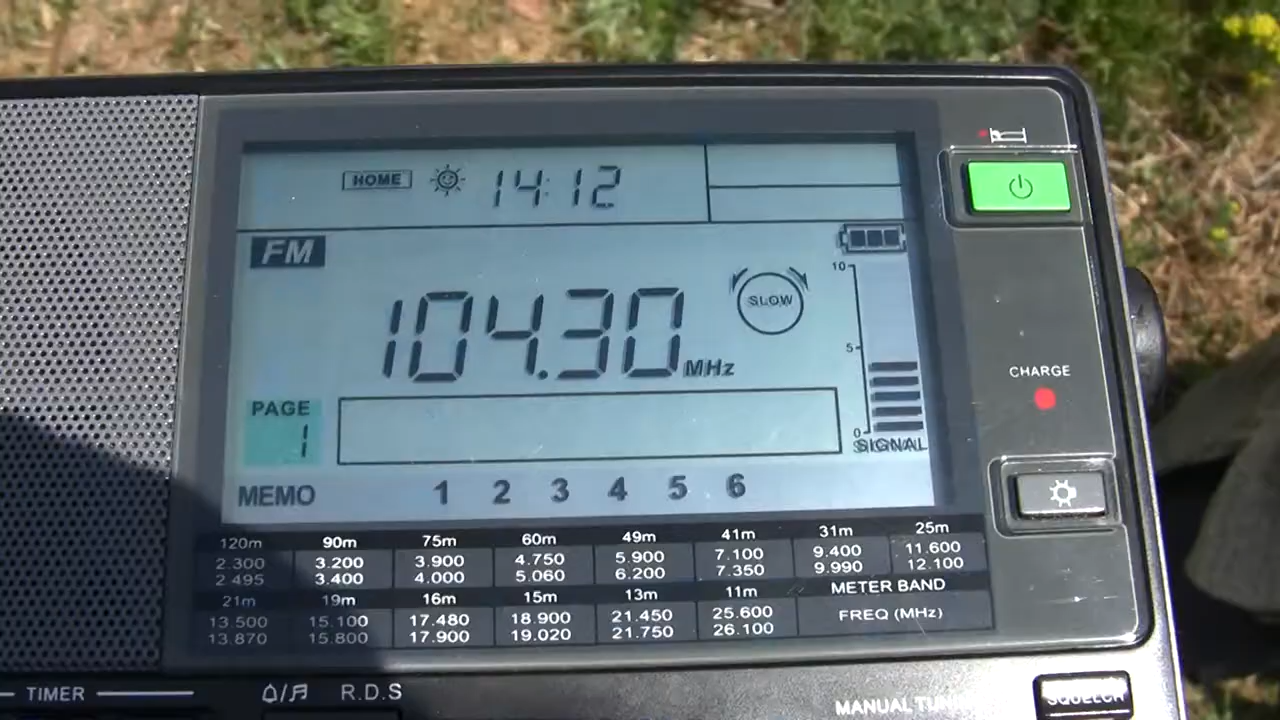 HOME 14:12
FM
104.30 MHz
SLOW
10
5
0
SIGNAL
PAGE
1
MEMO 1 2 3 4 5 6
CHARGE
120m 90m 75m 60m 49m 41m 31m 25m
2.300 3.200 3.900 4.750 5.900 7.100 9.400 11.600
2.495 3.400 4.000 5.060 6.200 7.350 9.990 12.100
21m 19m 16m 15m 13m 11m METER BAND
13.500 15.100 17.480 18.900 21.450 25.600 FREQ (MHz)
13.870 15.800 17.900 19.020 21.750 26.100
TIMER R.D.S MANUAL SQUELCH